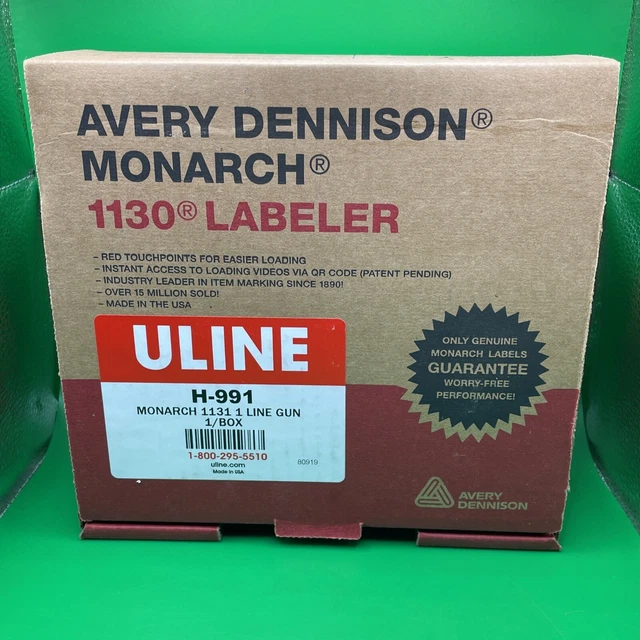 AVERY DENNISON®
MONARCH®
1130® LABELER
– RED TOUCHPOINTS FOR EASIER LOADING
– INSTANT ACCESS TO LOADING VIDEOS VIA QR CODE (PATENT PENDING)
– INDUSTRY LEADER IN ITEM MARKING SINCE 1890!
– OVER 15 MILLION SOLD!
– MADE IN THE USA
ULINE
H-991
MONARCH 1131 1 LINE GUN
1/BOX
1-800-295-5510
uline.com
Made in USA
80919
ONLY GENUINE
MONARCH LABELS
GUARANTEE
WORRY-FREE
PERFORMANCE!
AVERY
DENNISON